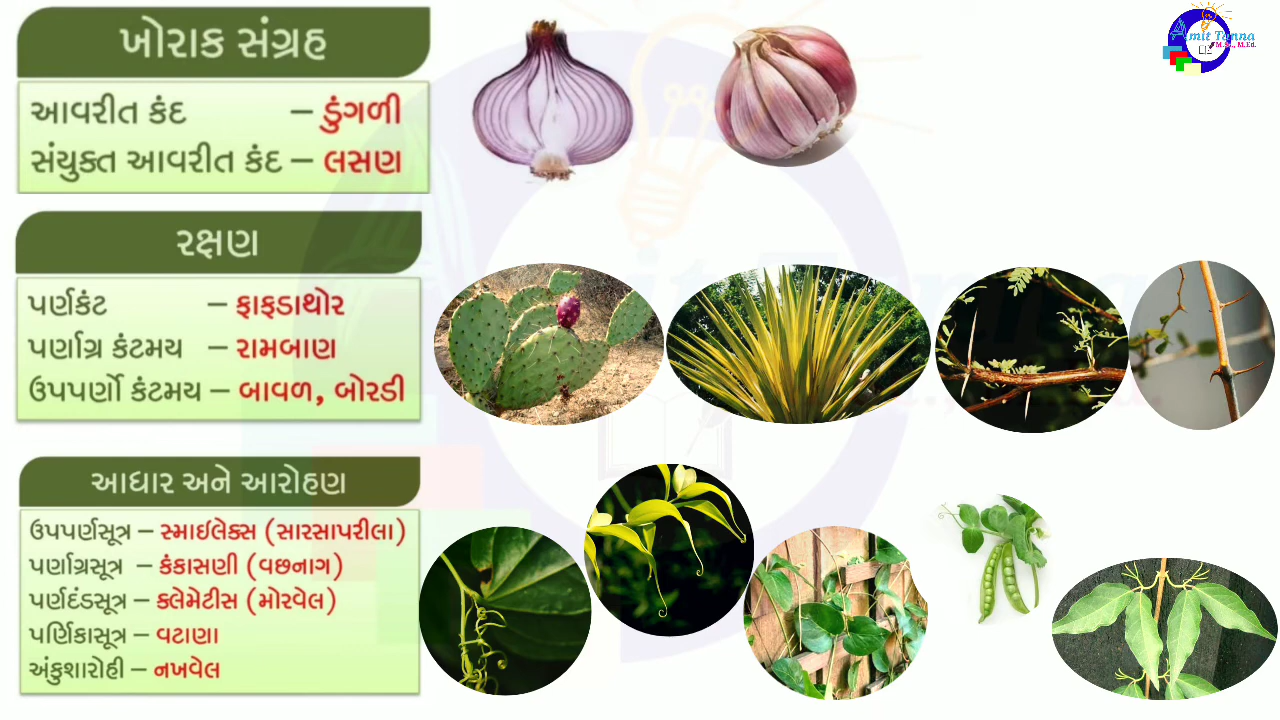 ખોરાક સંગ્રહ
આવરીત કંદ – ડુંગળી
સંયુક્ત આવરીત કંદ – લસણ
રક્ષણ
પર્ણકંટ – ફાફડાથોર
પર્ણાગ્ર કંટમય – રામબાણ
ઉપપર્ણો કંટમય – બાવળ, બોરડી
આધાર અને આરોહણ
ઉપપર્ણસૂત્ર – સ્માઈલેક્સ (સારસાપરીલા)
પર્ણાગ્રસૂત્ર – કંકાસણી (વછનાગ)
પર્ણદંડસૂત્ર – ક્લેમેટીસ (મોરવેલ)
પર્ણિકાસૂત્ર – વટાણા
અંકુશારોહી – નખવેલ
Amit Tanna
M.Sc., M.Ed.